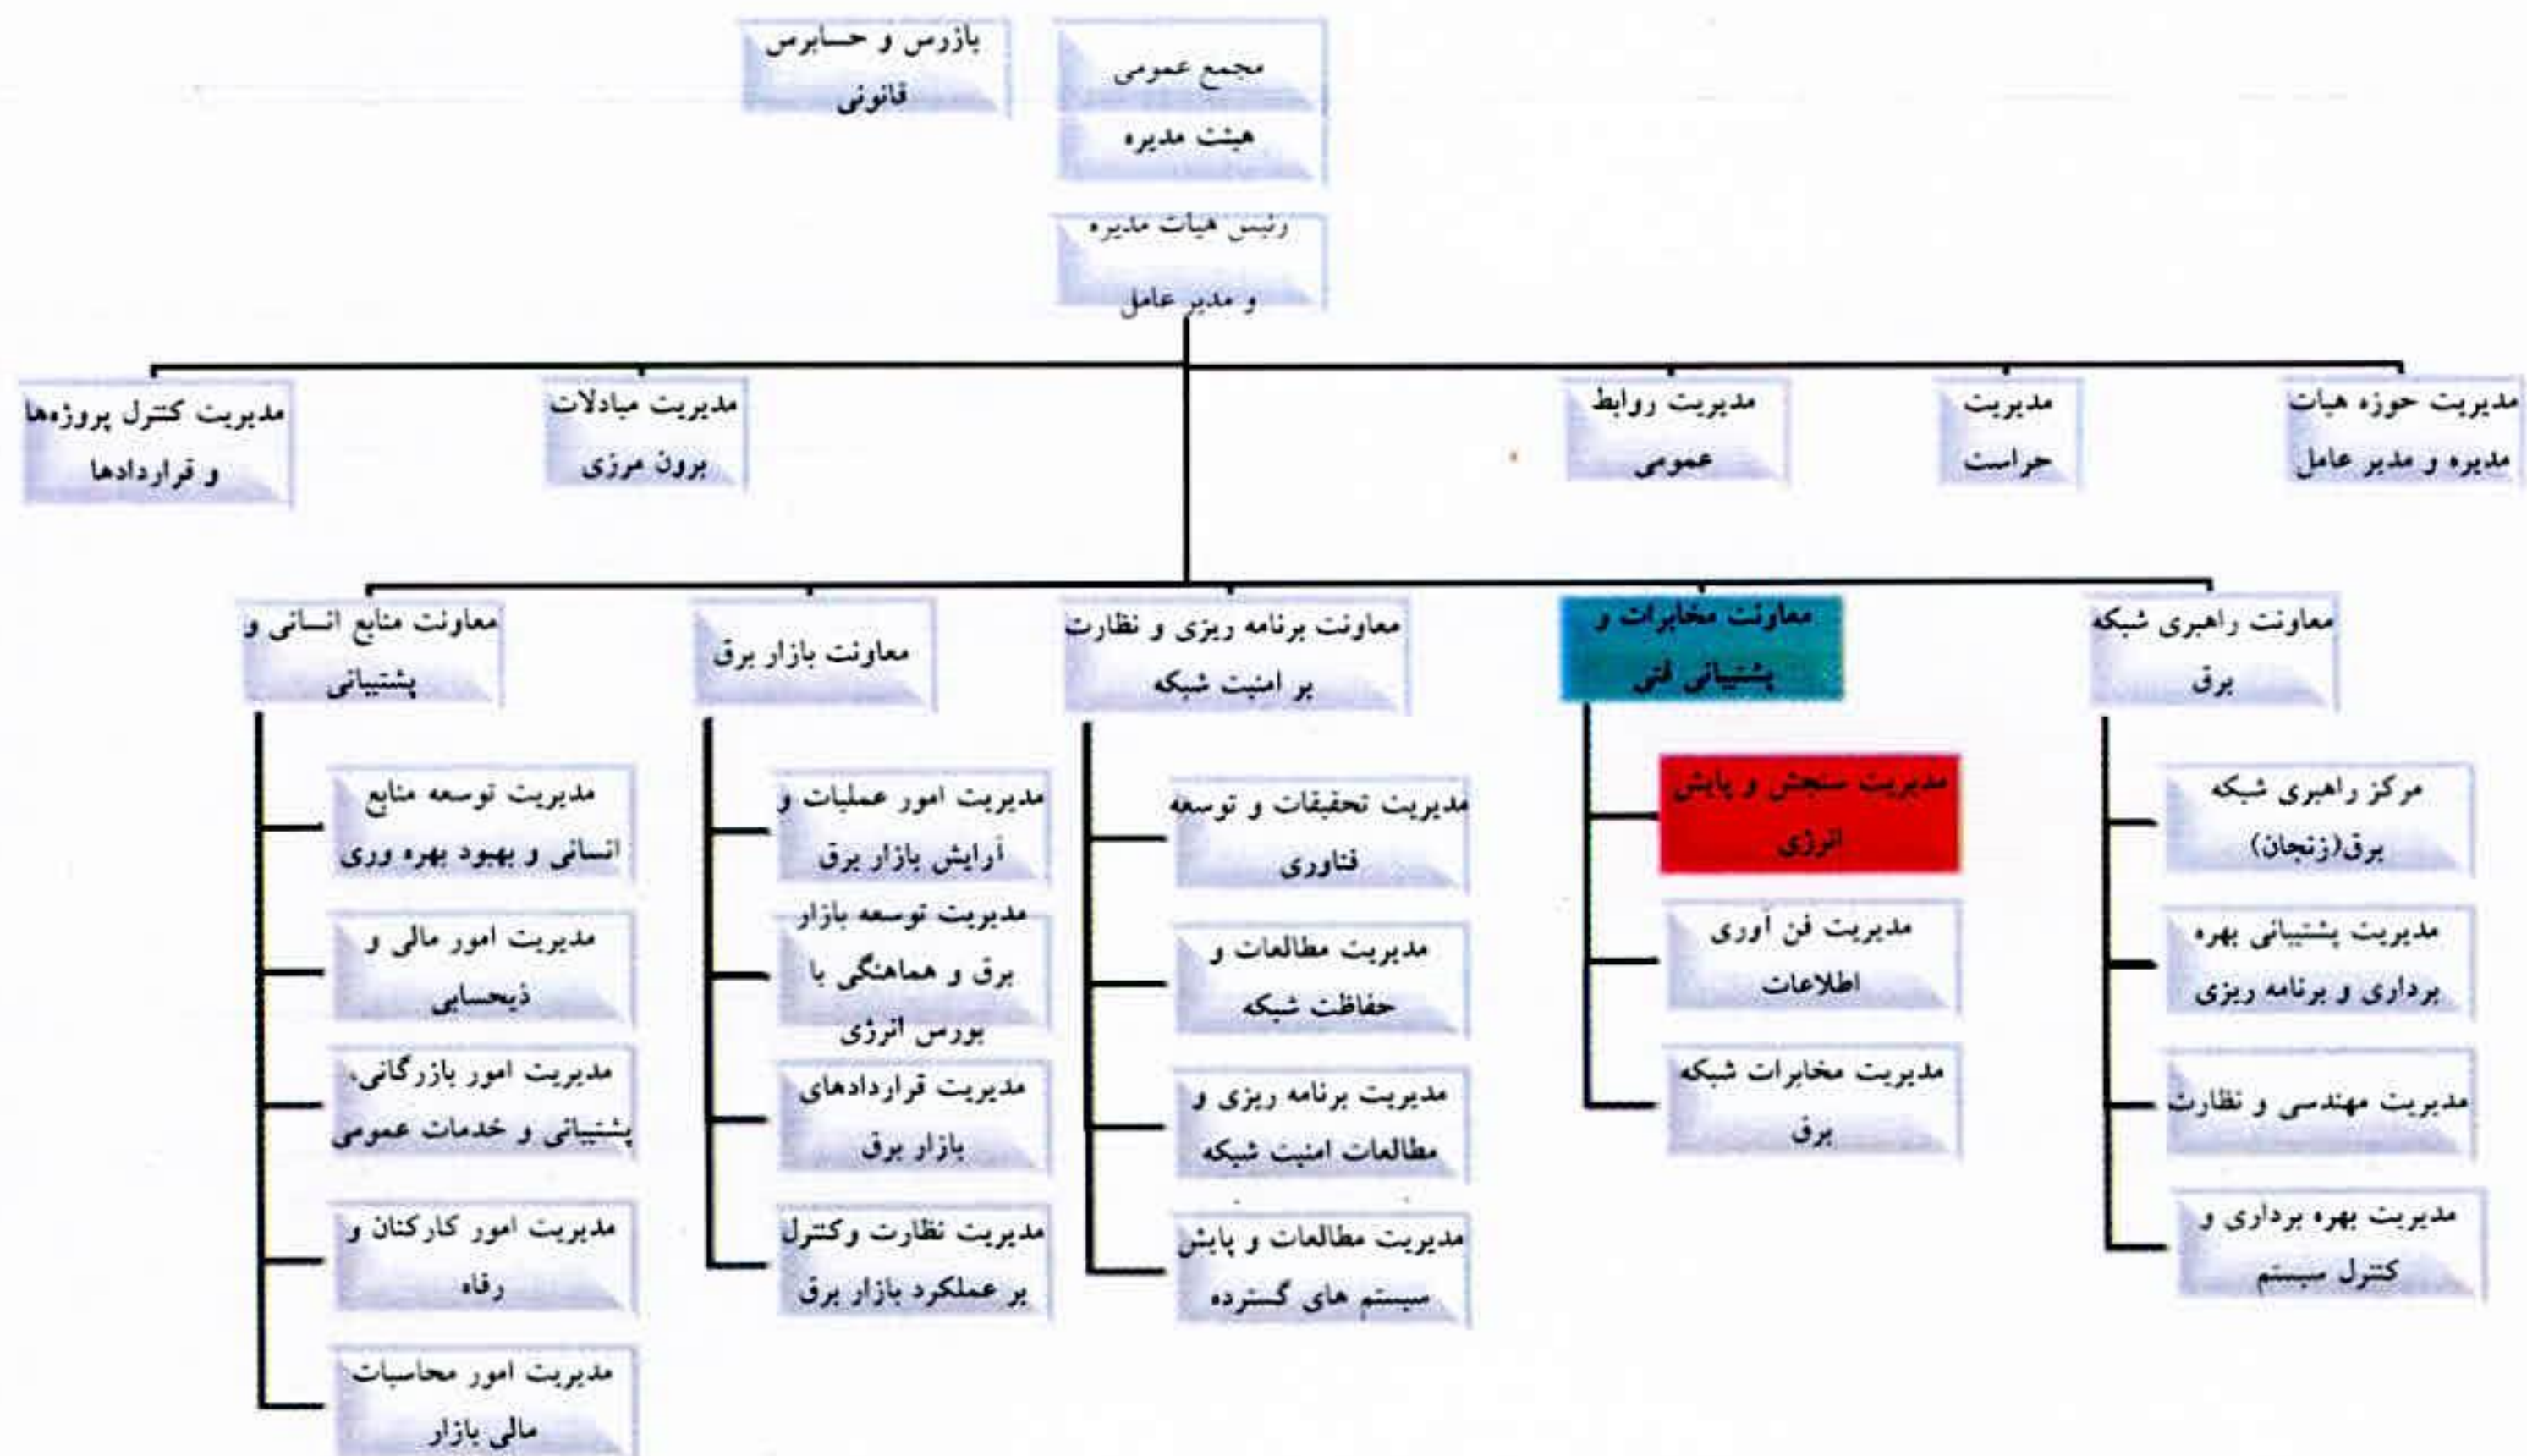 مجمع عمومی
بازرس و حسابرس
قانونی
هیئت مدیره
رئیس هیات مدیره
و مدیر عامل
مدیریت حوزه هیات
مدیره و مدیر عامل
مدیریت
حراست
مدیریت روابط
عمومی
مدیریت مبادلات
برون مرزی
مدیریت کنترل پروژه‌ها
و قراردادها
معاونت راهبری شبکه
برق
مرکز راهبری شبکه
برق(زنجان)
مدیریت پشتیبانی بهره
برداری و برنامه ریزی
مدیریت مهندسی و نظارت
مدیریت بهره برداری و
کنترل سیستم
معاونت مخابرات و
پشتیبانی فنی
مدیریت سنجش و پایش
انرژی
مدیریت فن آوری
اطلاعات
مدیریت مخابرات شبکه
برق
معاونت برنامه ریزی و نظارت
بر امنیت شبکه
مدیریت تحقیقات و توسعه
فناوری
مدیریت مطالعات و
حفاظت شبکه
مدیریت برنامه ریزی و
مطالعات امنیت شبکه
مدیریت مطالعات و پایش
سیستم های گسترده
معاونت بازار برق
مدیریت امور عملیات و
آرایش بازار برق
مدیریت توسعه بازار
برق و هماهنگی با
بورس انرژی
مدیریت قراردادهای
بازار برق
مدیریت نظارت وکنترل
بر عملکرد بازار برق
معاونت منابع انسانی و
پشتیبانی
مدیریت توسعه منابع
انسانی و بهبود بهره وری
مدیریت امور مالی و
ذیحسابی
مدیریت امور بازرگانی،
پشتیبانی و خدمات عمومی
مدیریت امور کارکنان و
رفاه
مدیریت امور محاسبات
مالی بازار